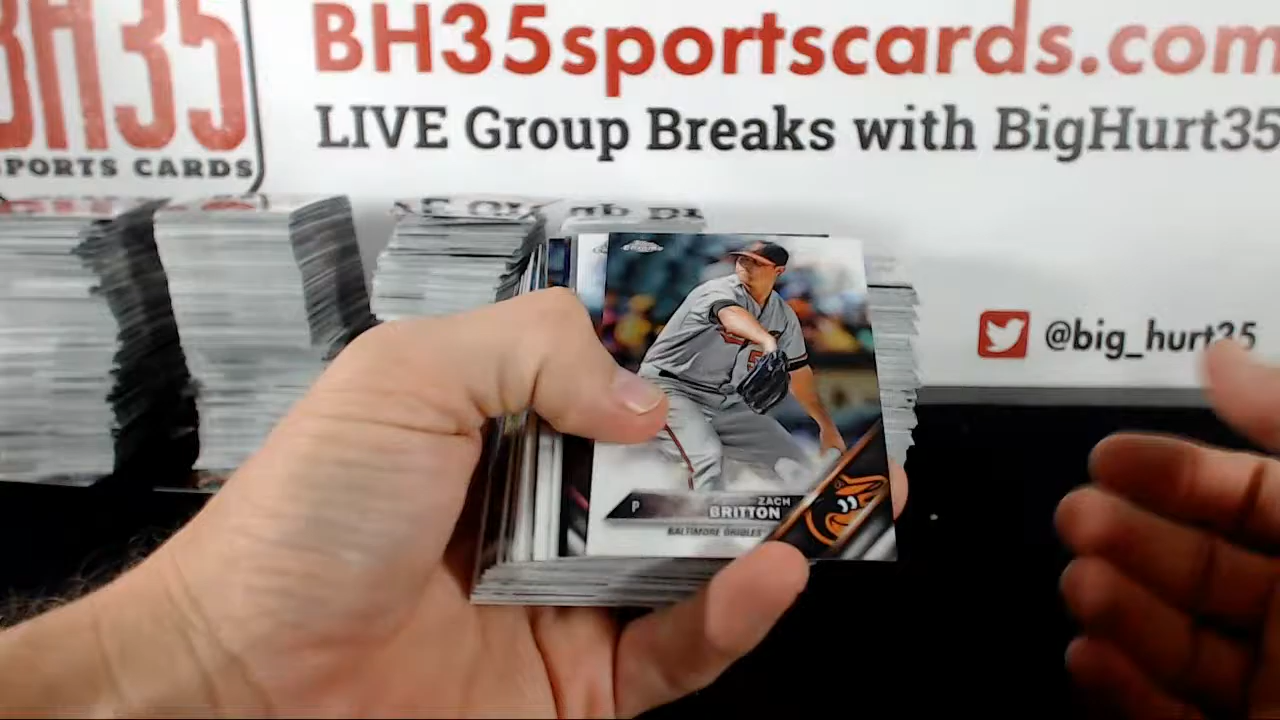 BH35
SPORTS CARDS
BH35sportscards.com
LIVE Group Breaks with BigHurt35
@big_hurt35
P
ZACH
BRITTON
BALTIMORE ORIOLES